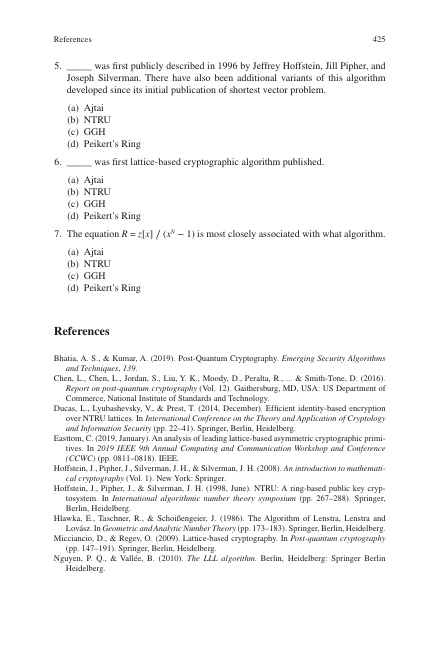 References 425
5. _____ was first publicly described in 1996 by Jeffrey Hoffstein, Jill Pipher, and
Joseph Silverman. There have also been additional variants of this algorithm
developed since its initial publication of shortest vector problem.
(a) Ajtai
(b) NTRU
(c) GGH
(d) Peikert's Ring
6. _____ was first lattice-based cryptographic algorithm published.
(a) Ajtai
(b) NTRU
(c) GGH
(d) Peikert's Ring
7. The equation R = z[x] / (xᴺ − 1) is most closely associated with what algorithm.
(a) Ajtai
(b) NTRU
(c) GGH
(d) Peikert's Ring
References
Bhatia, A. S., & Kumar, A. (2019). Post-Quantum Cryptography. Emerging Security Algorithms
and Techniques, 139.
Chen, L., Chen, L., Jordan, S., Liu, Y. K., Moody, D., Peralta, R., ... & Smith-Tone, D. (2016).
Report on post-quantum cryptography (Vol. 12). Gaithersburg, MD, USA: US Department of
Commerce, National Institute of Standards and Technology.
Ducas, L., Lyubashevsky, V., & Prest, T. (2014, December). Efficient identity-based encryption
over NTRU lattices. In International Conference on the Theory and Application of Cryptology
and Information Security (pp. 22–41). Springer, Berlin, Heidelberg.
Easttom, C. (2019, January). An analysis of leading lattice-based asymmetric cryptographic primi-
tives. In 2019 IEEE 9th Annual Computing and Communication Workshop and Conference
(CCWC) (pp. 0811–0818). IEEE.
Hoffstein, J., Pipher, J., Silverman, J. H., & Silverman, J. H. (2008). An introduction to mathemati-
cal cryptography (Vol. 1). New York: Springer.
Hoffstein, J., Pipher, J., & Silverman, J. H. (1998, June). NTRU: A ring-based public key cryp-
tosystem. In International algorithmic number theory symposium (pp. 267–288). Springer,
Berlin, Heidelberg.
Hlawka, E., Taschner, R., & Schoißengeier, J. (1986). The Algorithm of Lenstra, Lenstra and
Lovász. In Geometric and Analytic Number Theory (pp. 173–183). Springer, Berlin, Heidelberg.
Micciancio, D., & Regev, O. (2009). Lattice-based cryptography. In Post-quantum cryptography
(pp. 147–191). Springer, Berlin, Heidelberg.
Nguyen, P. Q., & Vallée, B. (2010). The LLL algorithm. Berlin, Heidelberg: Springer Berlin
Heidelberg.